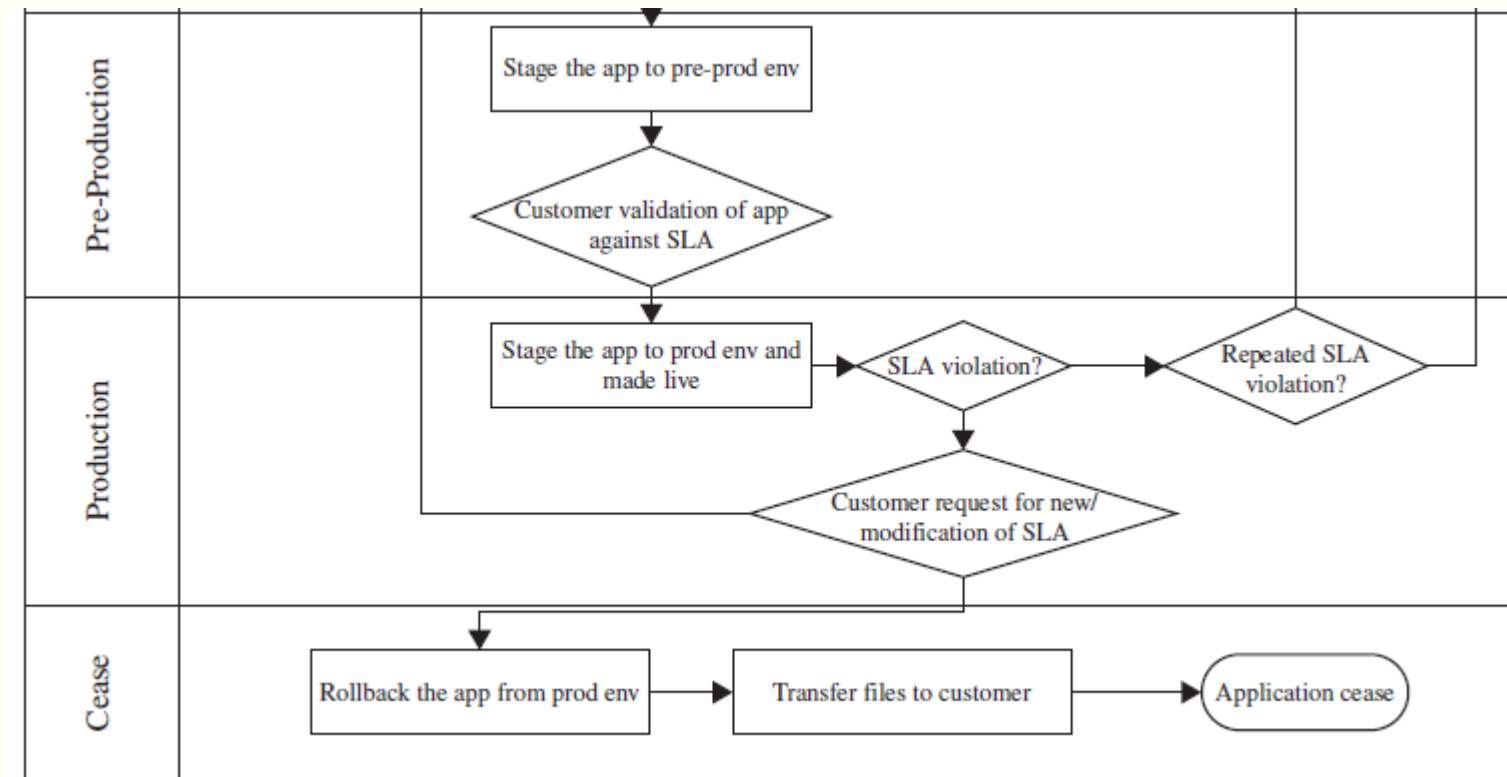 Pre-Production
Stage the app to pre-prod env
Customer validation of app
against SLA
Production
Stage the app to prod env and
made live
SLA violation?
Repeated SLA
violation?
Customer request for new/
modification of SLA
Cease
Rollback the app from prod env
Transfer files to customer
Application cease